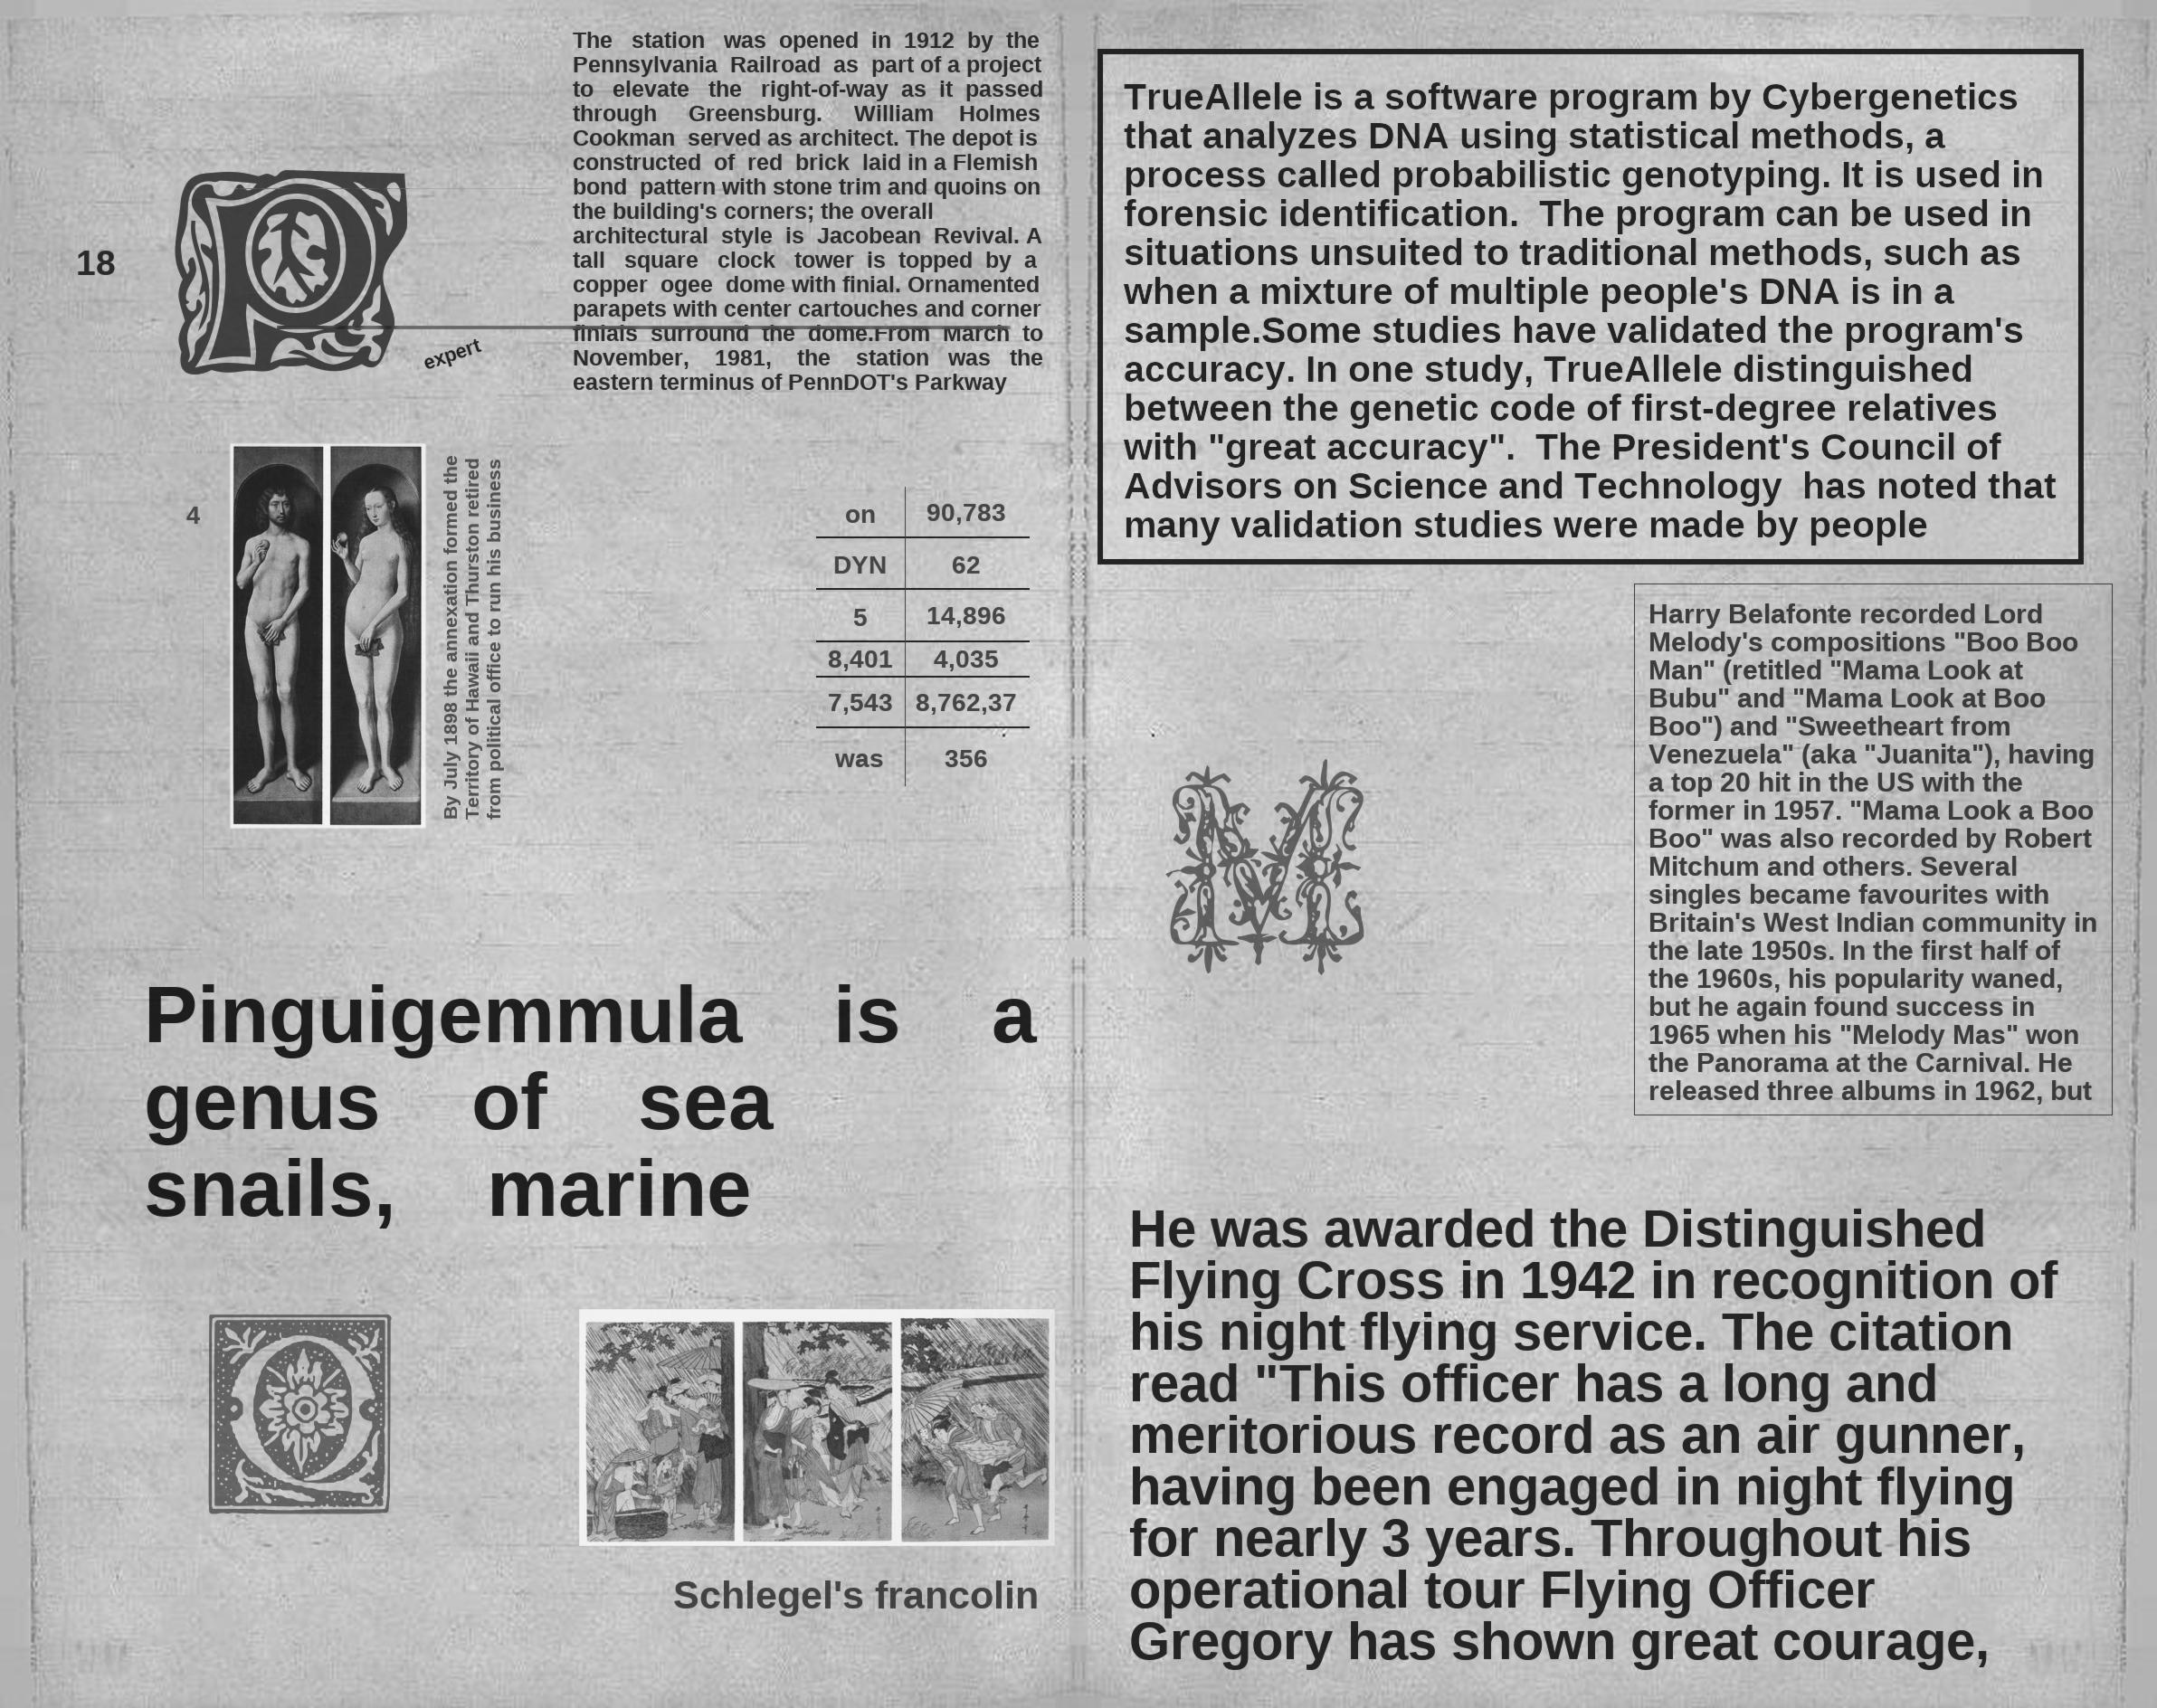 The station was opened in 1912 by the
Pennsylvania Railroad as part of a project
to elevate the right-of-way as it passed
through Greensburg. William Holmes
Cookman served as architect. The depot is
constructed of red brick laid in a Flemish
bond pattern with stone trim and quoins on
the building's corners; the overall
architectural style is Jacobean Revival. A
tall square clock tower is topped by a
copper ogee dome with finial. Ornamented
parapets with center cartouches and corner
finials surround the dome.From March to
November, 1981, the station was the
eastern terminus of PennDOT's Parkway
18
P
expert
4
By July 1898 the annexation formed the
Territory of Hawaii and Thurston retired
from political office to run his business
on 90,783
DYN 62
5 14,896
8,401 4,035
7,543 8,762,37
was 356
Pinguigemmula is a
genus of sea
snails, marine
O
Schlegel's francolin
TrueAllele is a software program by Cybergenetics
that analyzes DNA using statistical methods, a
process called probabilistic genotyping. It is used in
forensic identification. The program can be used in
situations unsuited to traditional methods, such as
when a mixture of multiple people's DNA is in a
sample.Some studies have validated the program's
accuracy. In one study, TrueAllele distinguished
between the genetic code of first-degree relatives
with "great accuracy". The President's Council of
Advisors on Science and Technology has noted that
many validation studies were made by people
Harry Belafonte recorded Lord
Melody's compositions "Boo Boo
Man" (retitled "Mama Look at
Bubu" and "Mama Look at Boo
Boo") and "Sweetheart from
Venezuela" (aka "Juanita"), having
a top 20 hit in the US with the
former in 1957. "Mama Look a Boo
Boo" was also recorded by Robert
Mitchum and others. Several
singles became favourites with
Britain's West Indian community in
the late 1950s. In the first half of
the 1960s, his popularity waned,
but he again found success in
1965 when his "Melody Mas" won
the Panorama at the Carnival. He
released three albums in 1962, but
M
He was awarded the Distinguished
Flying Cross in 1942 in recognition of
his night flying service. The citation
read "This officer has a long and
meritorious record as an air gunner,
having been engaged in night flying
for nearly 3 years. Throughout his
operational tour Flying Officer
Gregory has shown great courage,